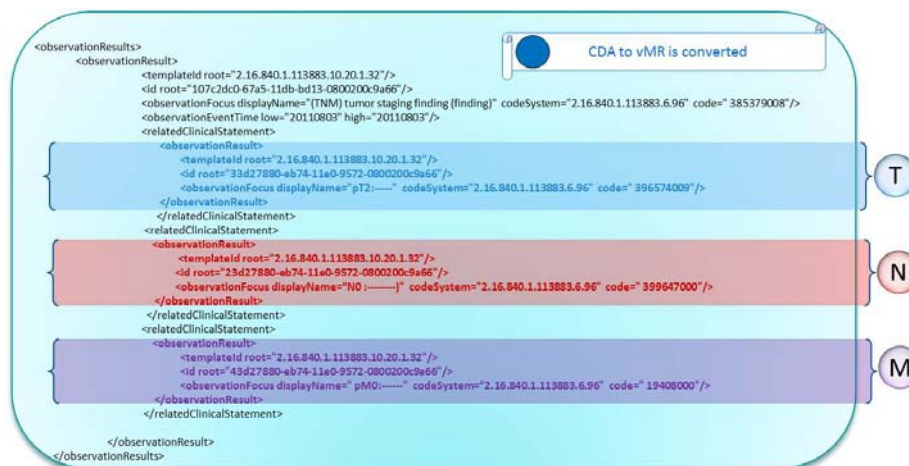 CDA to vMR is converted
<observationResults>
<observationResult>
<templateId root="2.16.840.1.113883.10.20.1.32"/>
<id root="107c2dc0-67a5-11db-bd13-0800200c9a66"/>
<observationFocus displayName="(TNM) tumor staging finding (finding)" codeSystem="2.16.840.1.113883.6.96" code=" 385379008"/>
<observationEventTime low="20110803" high="20110803"/>
<relatedClinicalStatement>
<observationResult>
<templateId root="2.16.840.1.113883.10.20.1.32"/>
<id root="33d27880-eb74-11e0-9572-0800200c9a66"/>
<observationFocus displayName="pT2:-----" codeSystem="2.16.840.1.113883.6.96" code=" 396574009"/>
</observationResult>
T
</relatedClinicalStatement>
<relatedClinicalStatement>
<observationResult>
<templateId root="2.16.840.1.113883.10.20.1.32"/>
<id root="23d27880-eb74-11e0-9572-0800200c9a66"/>
<observationFocus displayName="N0 :--------)" codeSystem="2.16.840.1.113883.6.96" code=" 399647000"/>
</observationResult>
N
</relatedClinicalStatement>
<relatedClinicalStatement>
<observationResult>
<templateId root="2.16.840.1.113883.10.20.1.32"/>
<id root="43d27880-eb74-11e0-9572-0800200c9a66"/>
<observationFocus displayName=" pM0:------" codeSystem="2.16.840.1.113883.6.96" code=" 19408000"/>
</observationResult>
M
</relatedClinicalStatement>
</observationResult>
</observationResults>